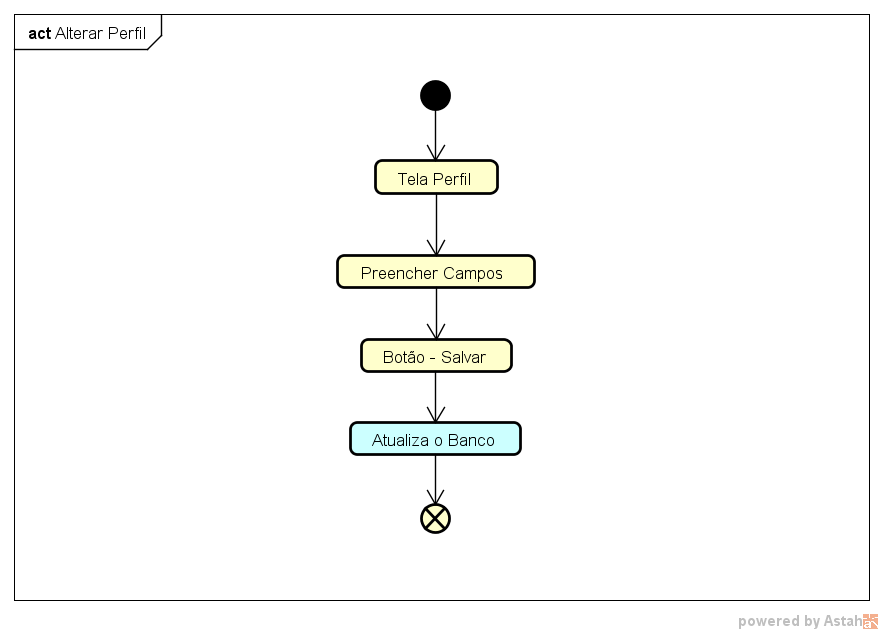 act Alterar Perfil
Tela Perfil
Preencher Campos
Botão - Salvar
Atualiza o Banco
powered by Astah